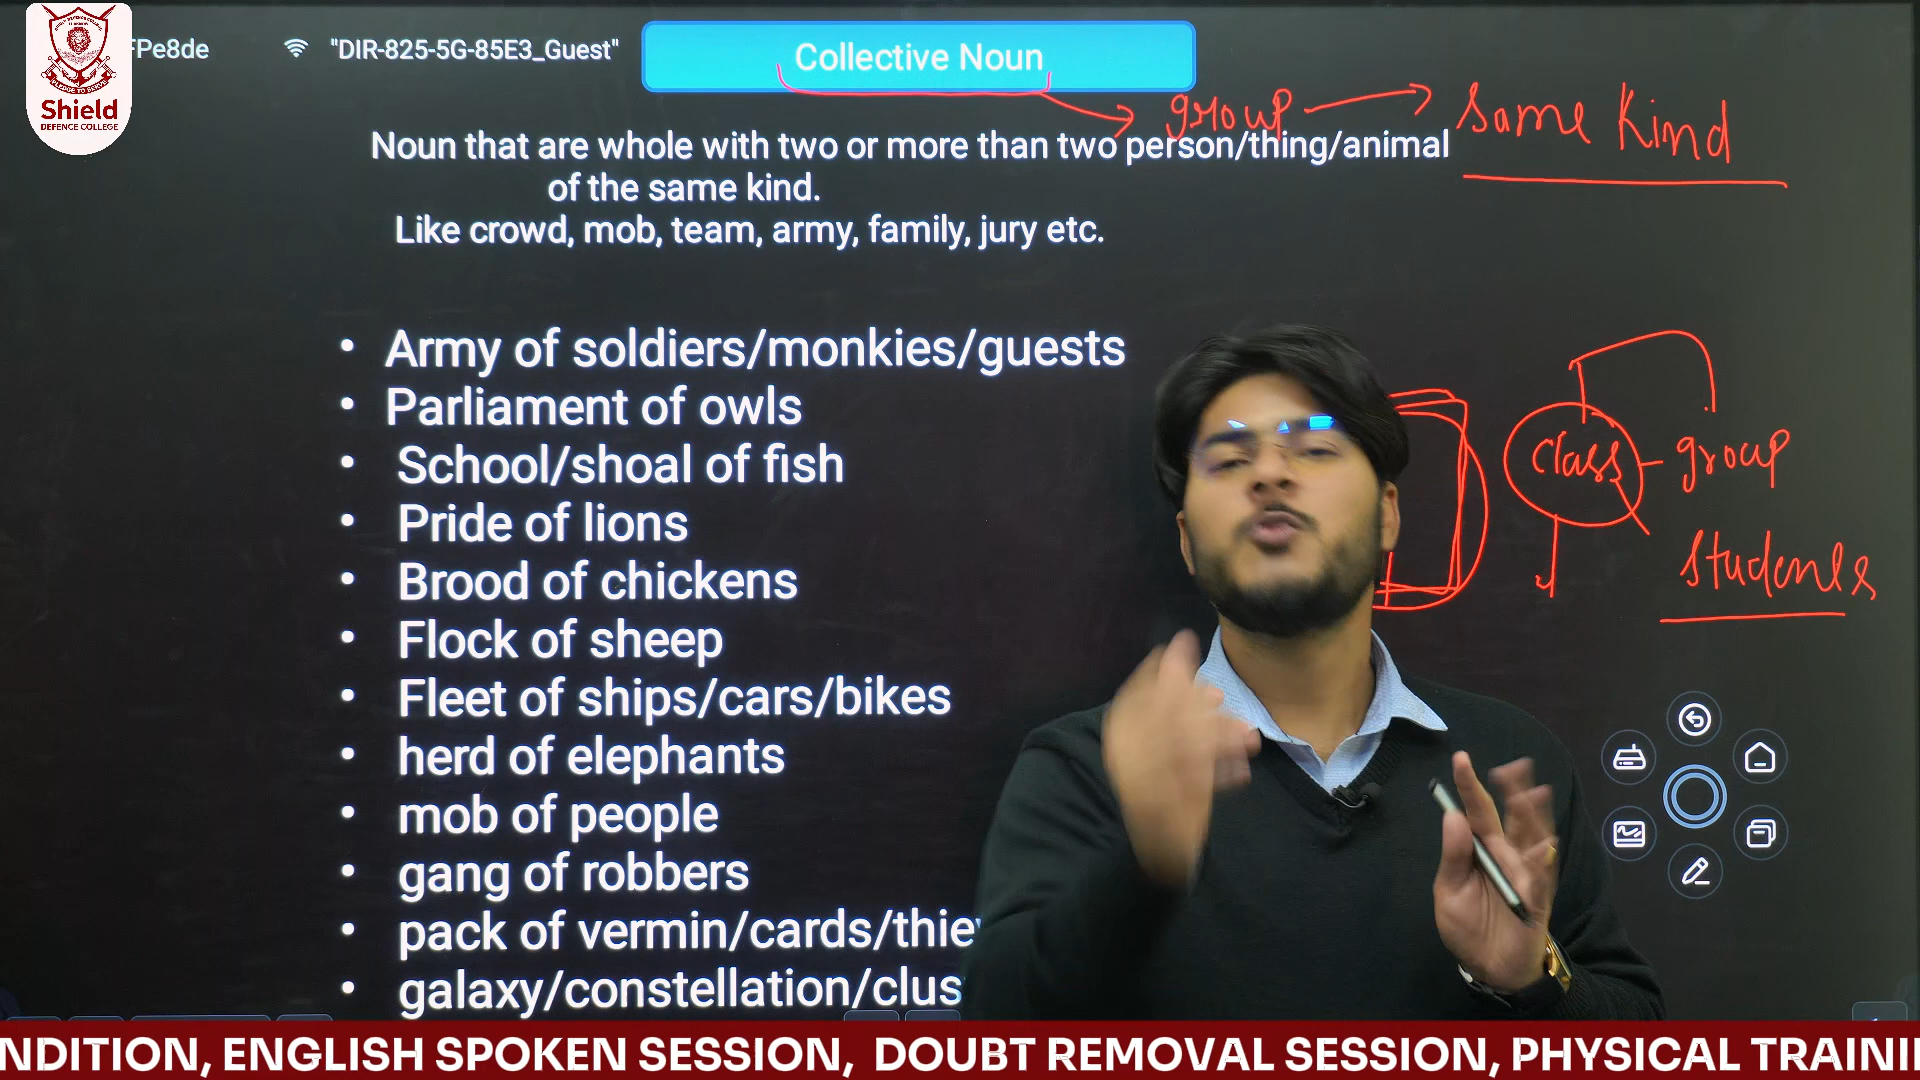 FPe8de
"DIR-825-5G-85E3_Guest"
Collective Noun
Shield
DEFENCE COLLEGE
group
Same Kind
Noun that are whole with two or more than two person/thing/animal
of the same kind.
Like crowd, mob, team, army, family, jury etc.
• Army of soldiers/monkies/guests
• Parliament of owls
• School/shoal of fish
class
group
• Pride of lions
• Brood of chickens
Students
• Flock of sheep
• Fleet of ships/cars/bikes
• herd of elephants
• mob of people
• gang of robbers
• pack of vermin/cards/thie
• galaxy/constellation/clus
NDITION, ENGLISH SPOKEN SESSION, DOUBT REMOVAL SESSION, PHYSICAL TRAINI